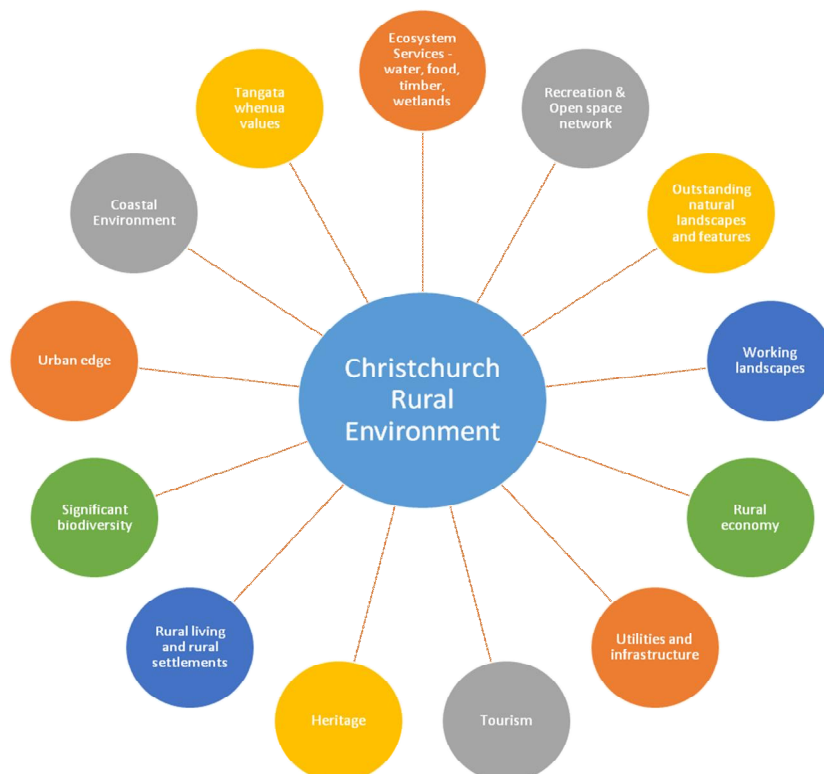 Ecosystem Services -
water, food,
timber,
wetlands
Recreation &
Open space
network
Outstanding
natural
landscapes
and features
Working
landscapes
Rural
economy
Utilities and
infrastructure
Tourism
Heritage
Rural living
and rural
settlements
Significant
biodiversity
Urban edge
Coastal
Environment
Tangata
whenua
values
Christchurch
Rural
Environment